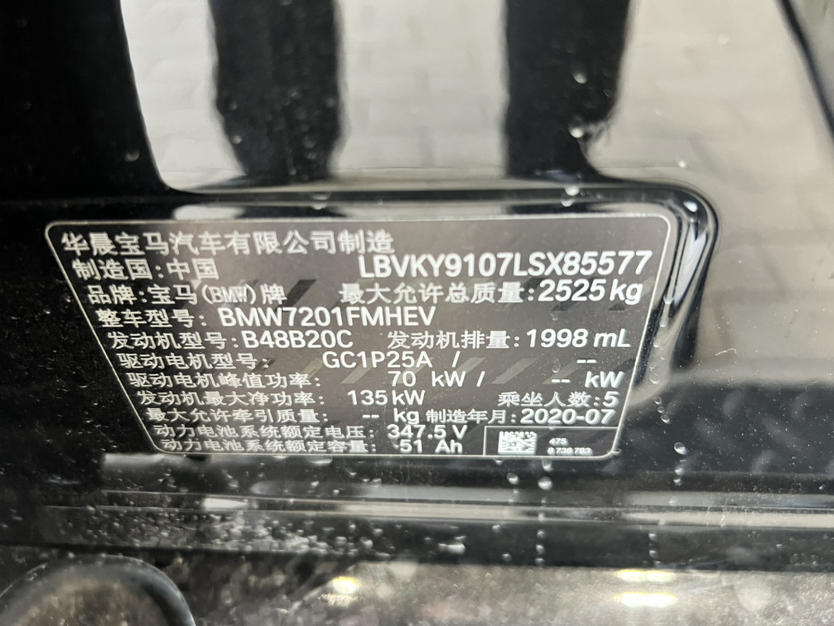 华晨宝马汽车有限公司制造
制造国:中国 LBVKY9107LSX85577
品牌:宝马(BMW)牌 最大允许总质量:2525kg
整车型号: BMW7201FMHEV
发动机型号:B48B20C 发动机排量:1998 mL
驱动电机型号: GC1P25A / --
驱动电机峰值功率: 70 kW / -- kW
发动机最大净功率: 135kW 乘坐人数:5
最大允许牵引质量: -- kg 制造年月:2020-07
动力电池系统额定电压: 347.5 V
动力电池系统额定容量: 51 Ah
475
0 730 703